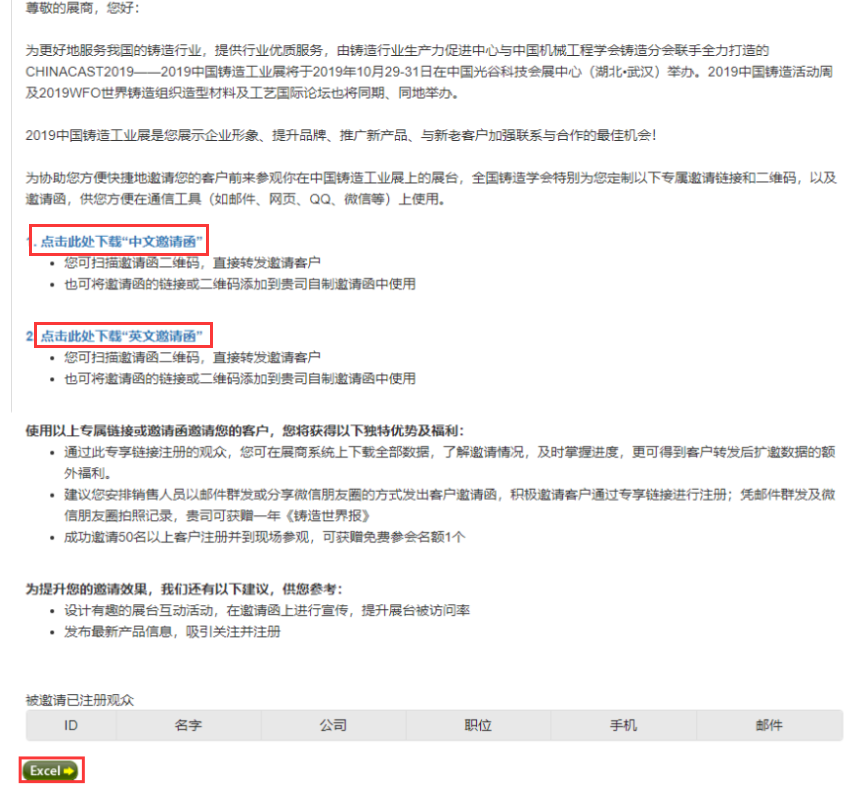 尊敬的展商，您好：
为更好地服务我国的铸造行业，提供行业优质服务，由铸造行业生产力促进中心与中国机械工程学会铸造分会联手全力打造的
CHINACAST2019——2019中国铸造工业展将于2019年10月29-31日在中国光谷科技会展中心（湖北•武汉）举办。2019中国铸造活动周
及2019WFO世界铸造组织造型材料及工艺国际论坛也将同期、同地举办。
2019中国铸造工业展是您展示企业形象、提升品牌、推广新产品、与新老客户加强联系与合作的最佳机会！
为协助您方便快捷地邀请您的客户前来参观你在中国铸造工业展上的展台，全国铸造学会特别为您定制以下专属邀请链接和二维码，以及
邀请函，供您方便在通信工具（如邮件、网页、QQ、微信等）上使用。
1. 点击此处下载“中文邀请函”
• 您可扫描邀请函二维码，直接转发邀请客户
• 也可将邀请函的链接或二维码添加到贵司自制邀请函中使用
2 点击此处下载“英文邀请函”
• 您可扫描邀请函二维码，直接转发邀请客户
• 也可将邀请函的链接或二维码添加到贵司自制邀请函中使用
使用以上专属链接或邀请函邀请您的客户，您将获得以下独特优势及福利：
• 通过此专享链接注册的观众，您可在展商系统上下载全部数据，了解邀请情况，及时掌握进度，更可得到客户转发后扩邀数据的额
外福利。
• 建议您安排销售人员以邮件群发或分享微信朋友圈的方式发出客户邀请函，积极邀请客户通过专享链接进行注册；凭邮件群发及微
信朋友圈拍照记录，贵司可获赠一年《铸造世界报》
• 成功邀请50名以上客户注册并到现场参观，可获赠免费参会名额1个
为提升您的邀请效果，我们还有以下建议，供您参考：
• 设计有趣的展台互动活动，在邀请函上进行宣传，提升展台被访问率
• 发布最新产品信息，吸引关注并注册
被邀请已注册观众
ID 名字 公司 职位 手机 邮件
Excel